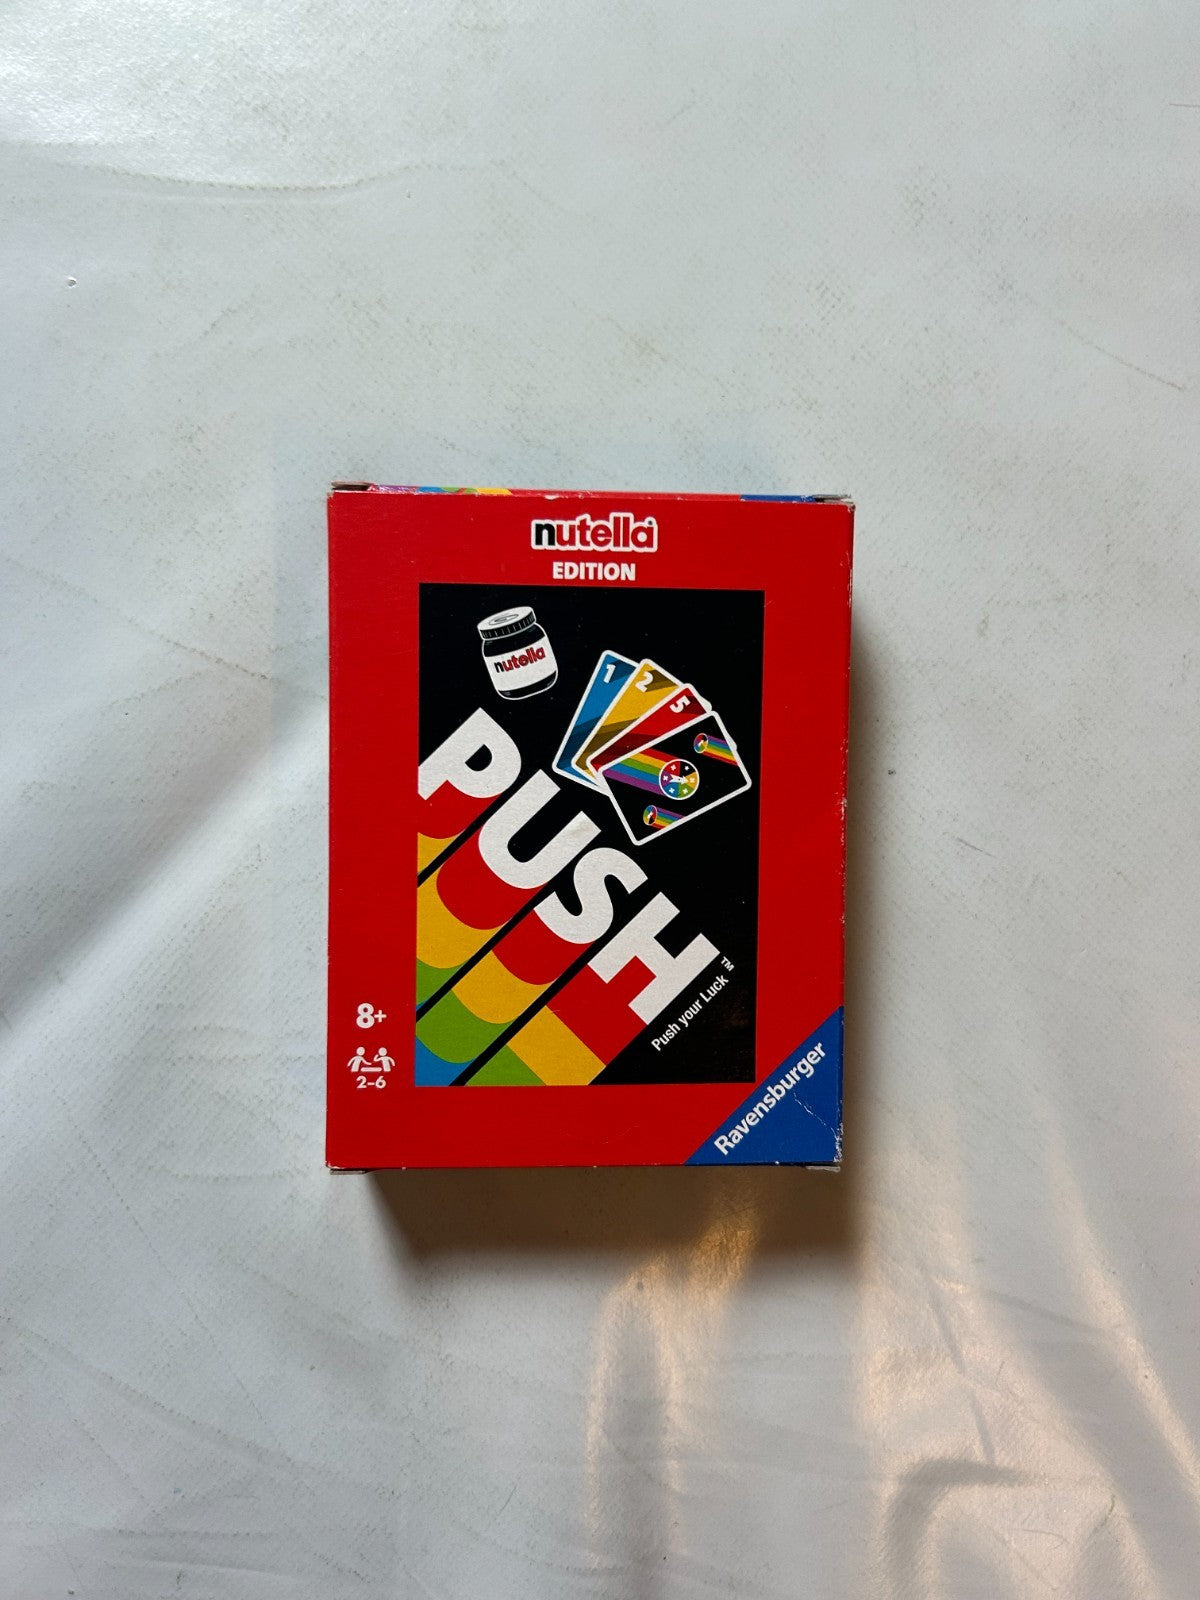 nutella
EDITION
nutella
1 2 5
PUSH
Push your Luck™
8+
2-6
Ravensburger